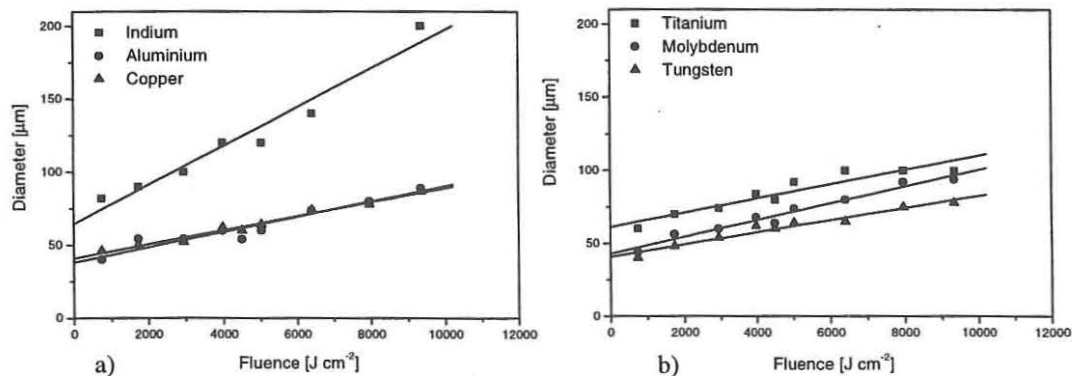 Indium
Aluminium
Copper
Diameter [µm]
200
150
100
50
0
0 2000 4000 6000 8000 10000 12000
Fluence [J cm⁻²]
a)
Titanium
Molybdenum
Tungsten
Diameter [µm]
200
150
100
50
0
0 2000 4000 6000 8000 10000 12000
Fluence [J cm⁻²]
b)